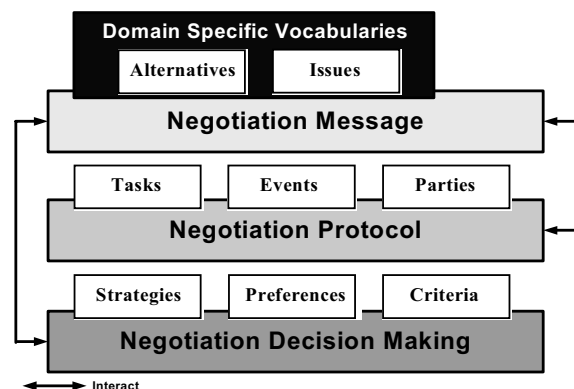 Domain Specific Vocabularies
Alternatives Issues
Negotiation Message
Tasks Events Parties
Negotiation Protocol
Strategies Preferences Criteria
Negotiation Decision Making
Interact